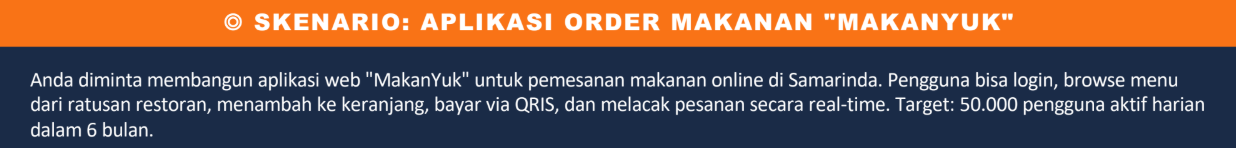 ◎ SKENARIO: APLIKASI ORDER MAKANAN "MAKANYUK"
Anda diminta membangun aplikasi web "MakanYuk" untuk pemesanan makanan online di Samarinda. Pengguna bisa login, browse menu
dari ratusan restoran, menambah ke keranjang, bayar via QRIS, dan melacak pesanan secara real-time. Target: 50.000 pengguna aktif harian
dalam 6 bulan.